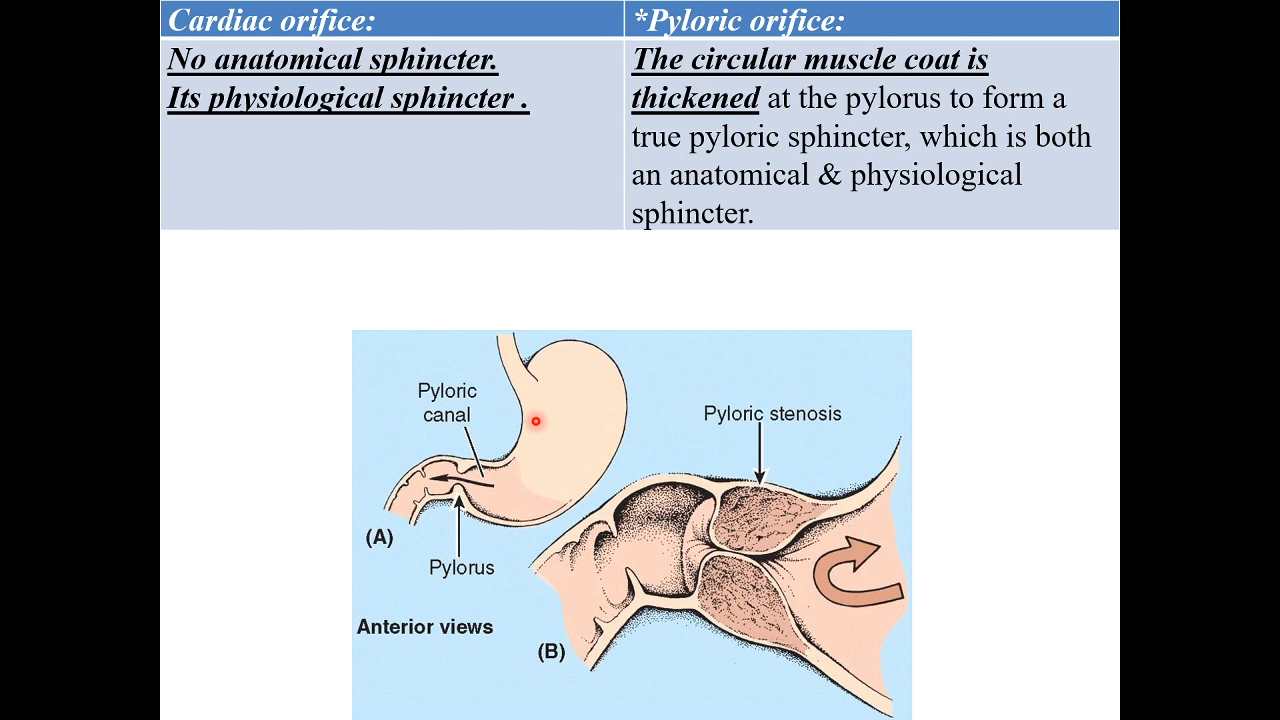 Cardiac orifice:
No anatomical sphincter.
Its physiological sphincter .
*Pyloric orifice:
The circular muscle coat is
thickened at the pylorus to form a
true pyloric sphincter, which is both
an anatomical & physiological
sphincter.
Pyloric
canal
Pyloric stenosis
(A)
Pylorus
Anterior views
(B)